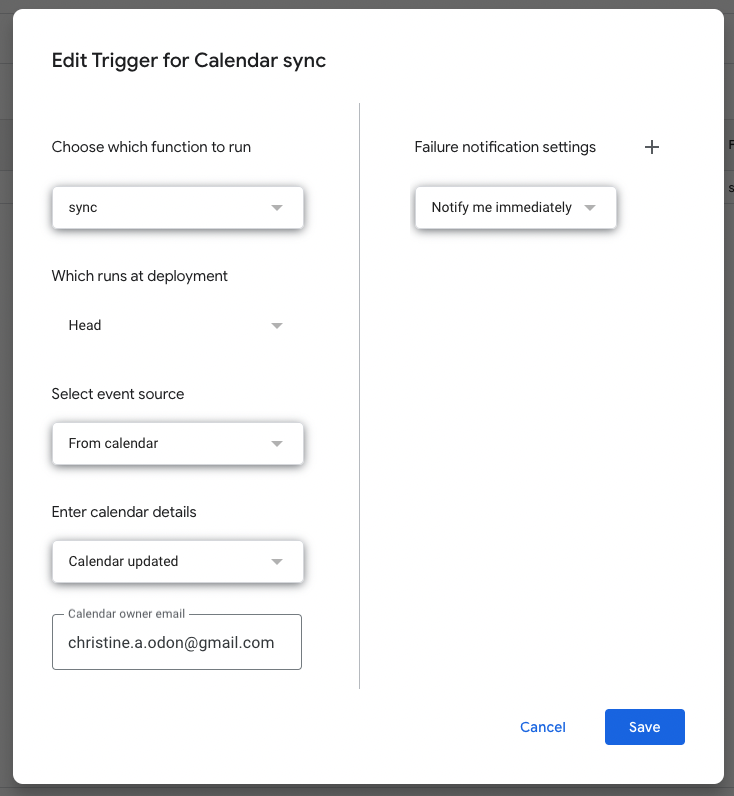 Edit Trigger for Calendar sync
Choose which function to run
sync
Which runs at deployment
Head
Select event source
From calendar
Enter calendar details
Calendar updated
Calendar owner email
christine.a.odon@gmail.com
Failure notification settings
Notify me immediately
Cancel
Save